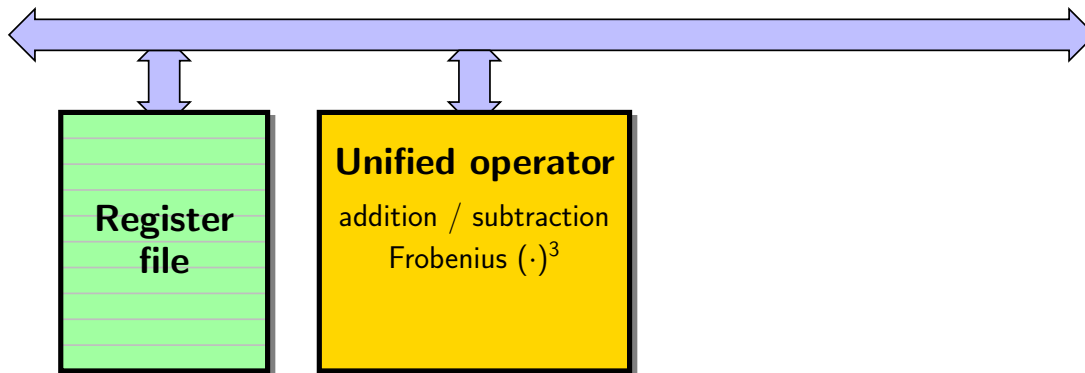 Register
file
Unified operator
addition / subtraction
Frobenius (·)³